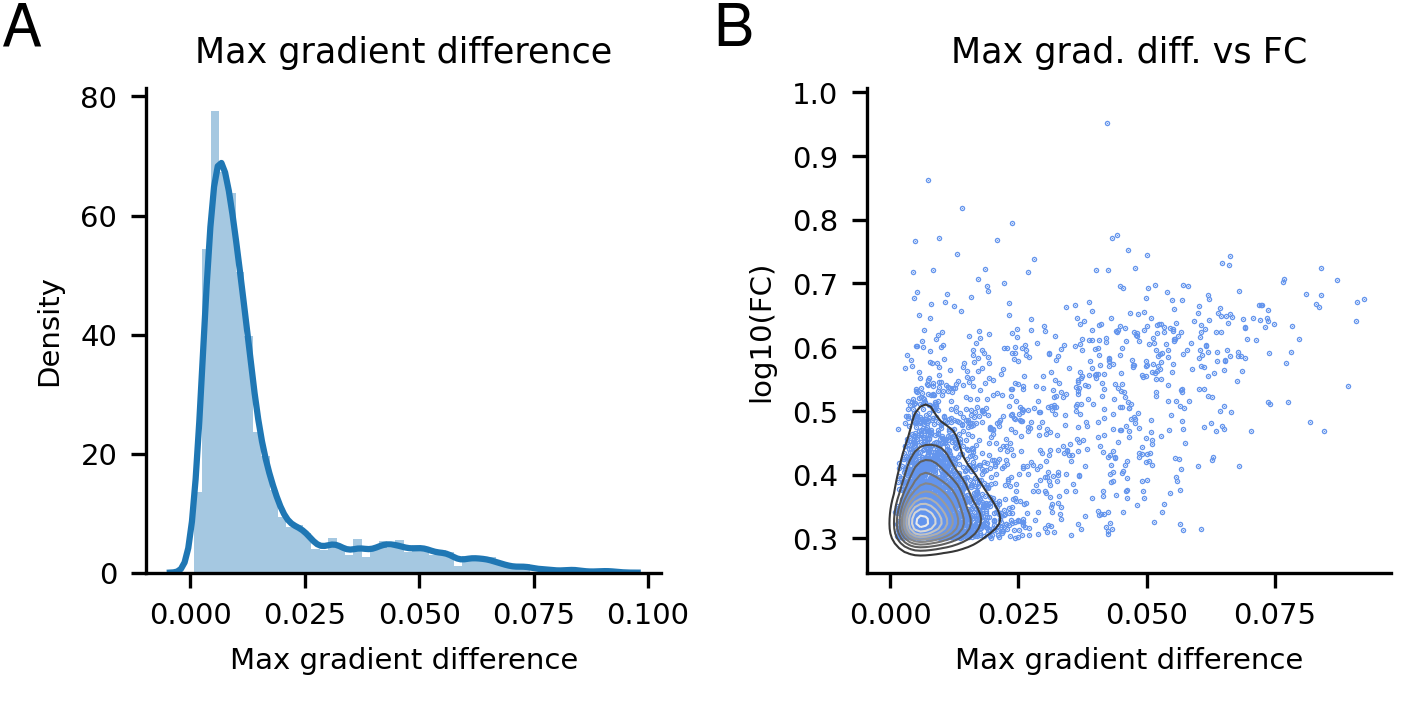 A
Max gradient difference
80
60
40
20
0
Density
0.000 0.025 0.050 0.075 0.100
Max gradient difference
B
Max grad. diff. vs FC
1.0
0.9
0.8
0.7
0.6
0.5
0.4
0.3
log10(FC)
0.000 0.025 0.050 0.075
Max gradient difference